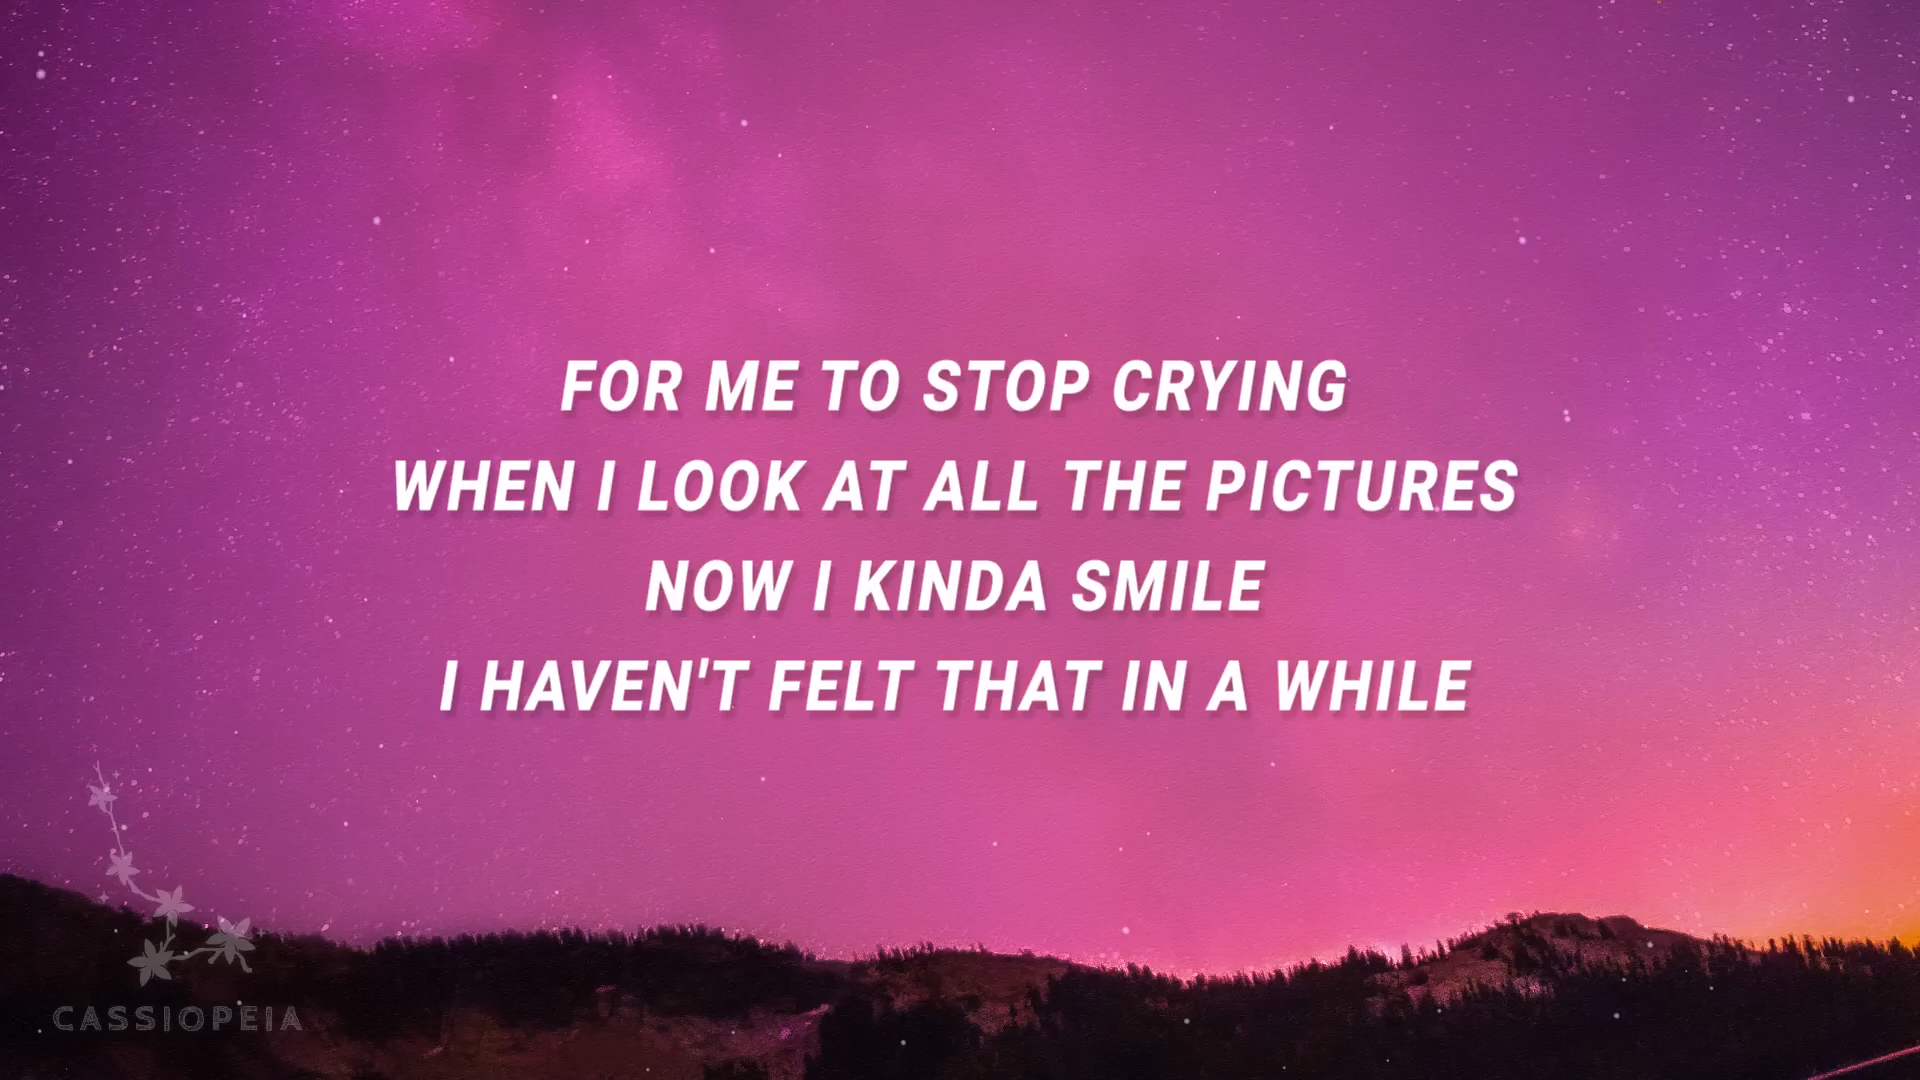 FOR ME TO STOP CRYING
WHEN I LOOK AT ALL THE PICTURES
NOW I KINDA SMILE
I HAVEN'T FELT THAT IN A WHILE
CASSIOPEIA